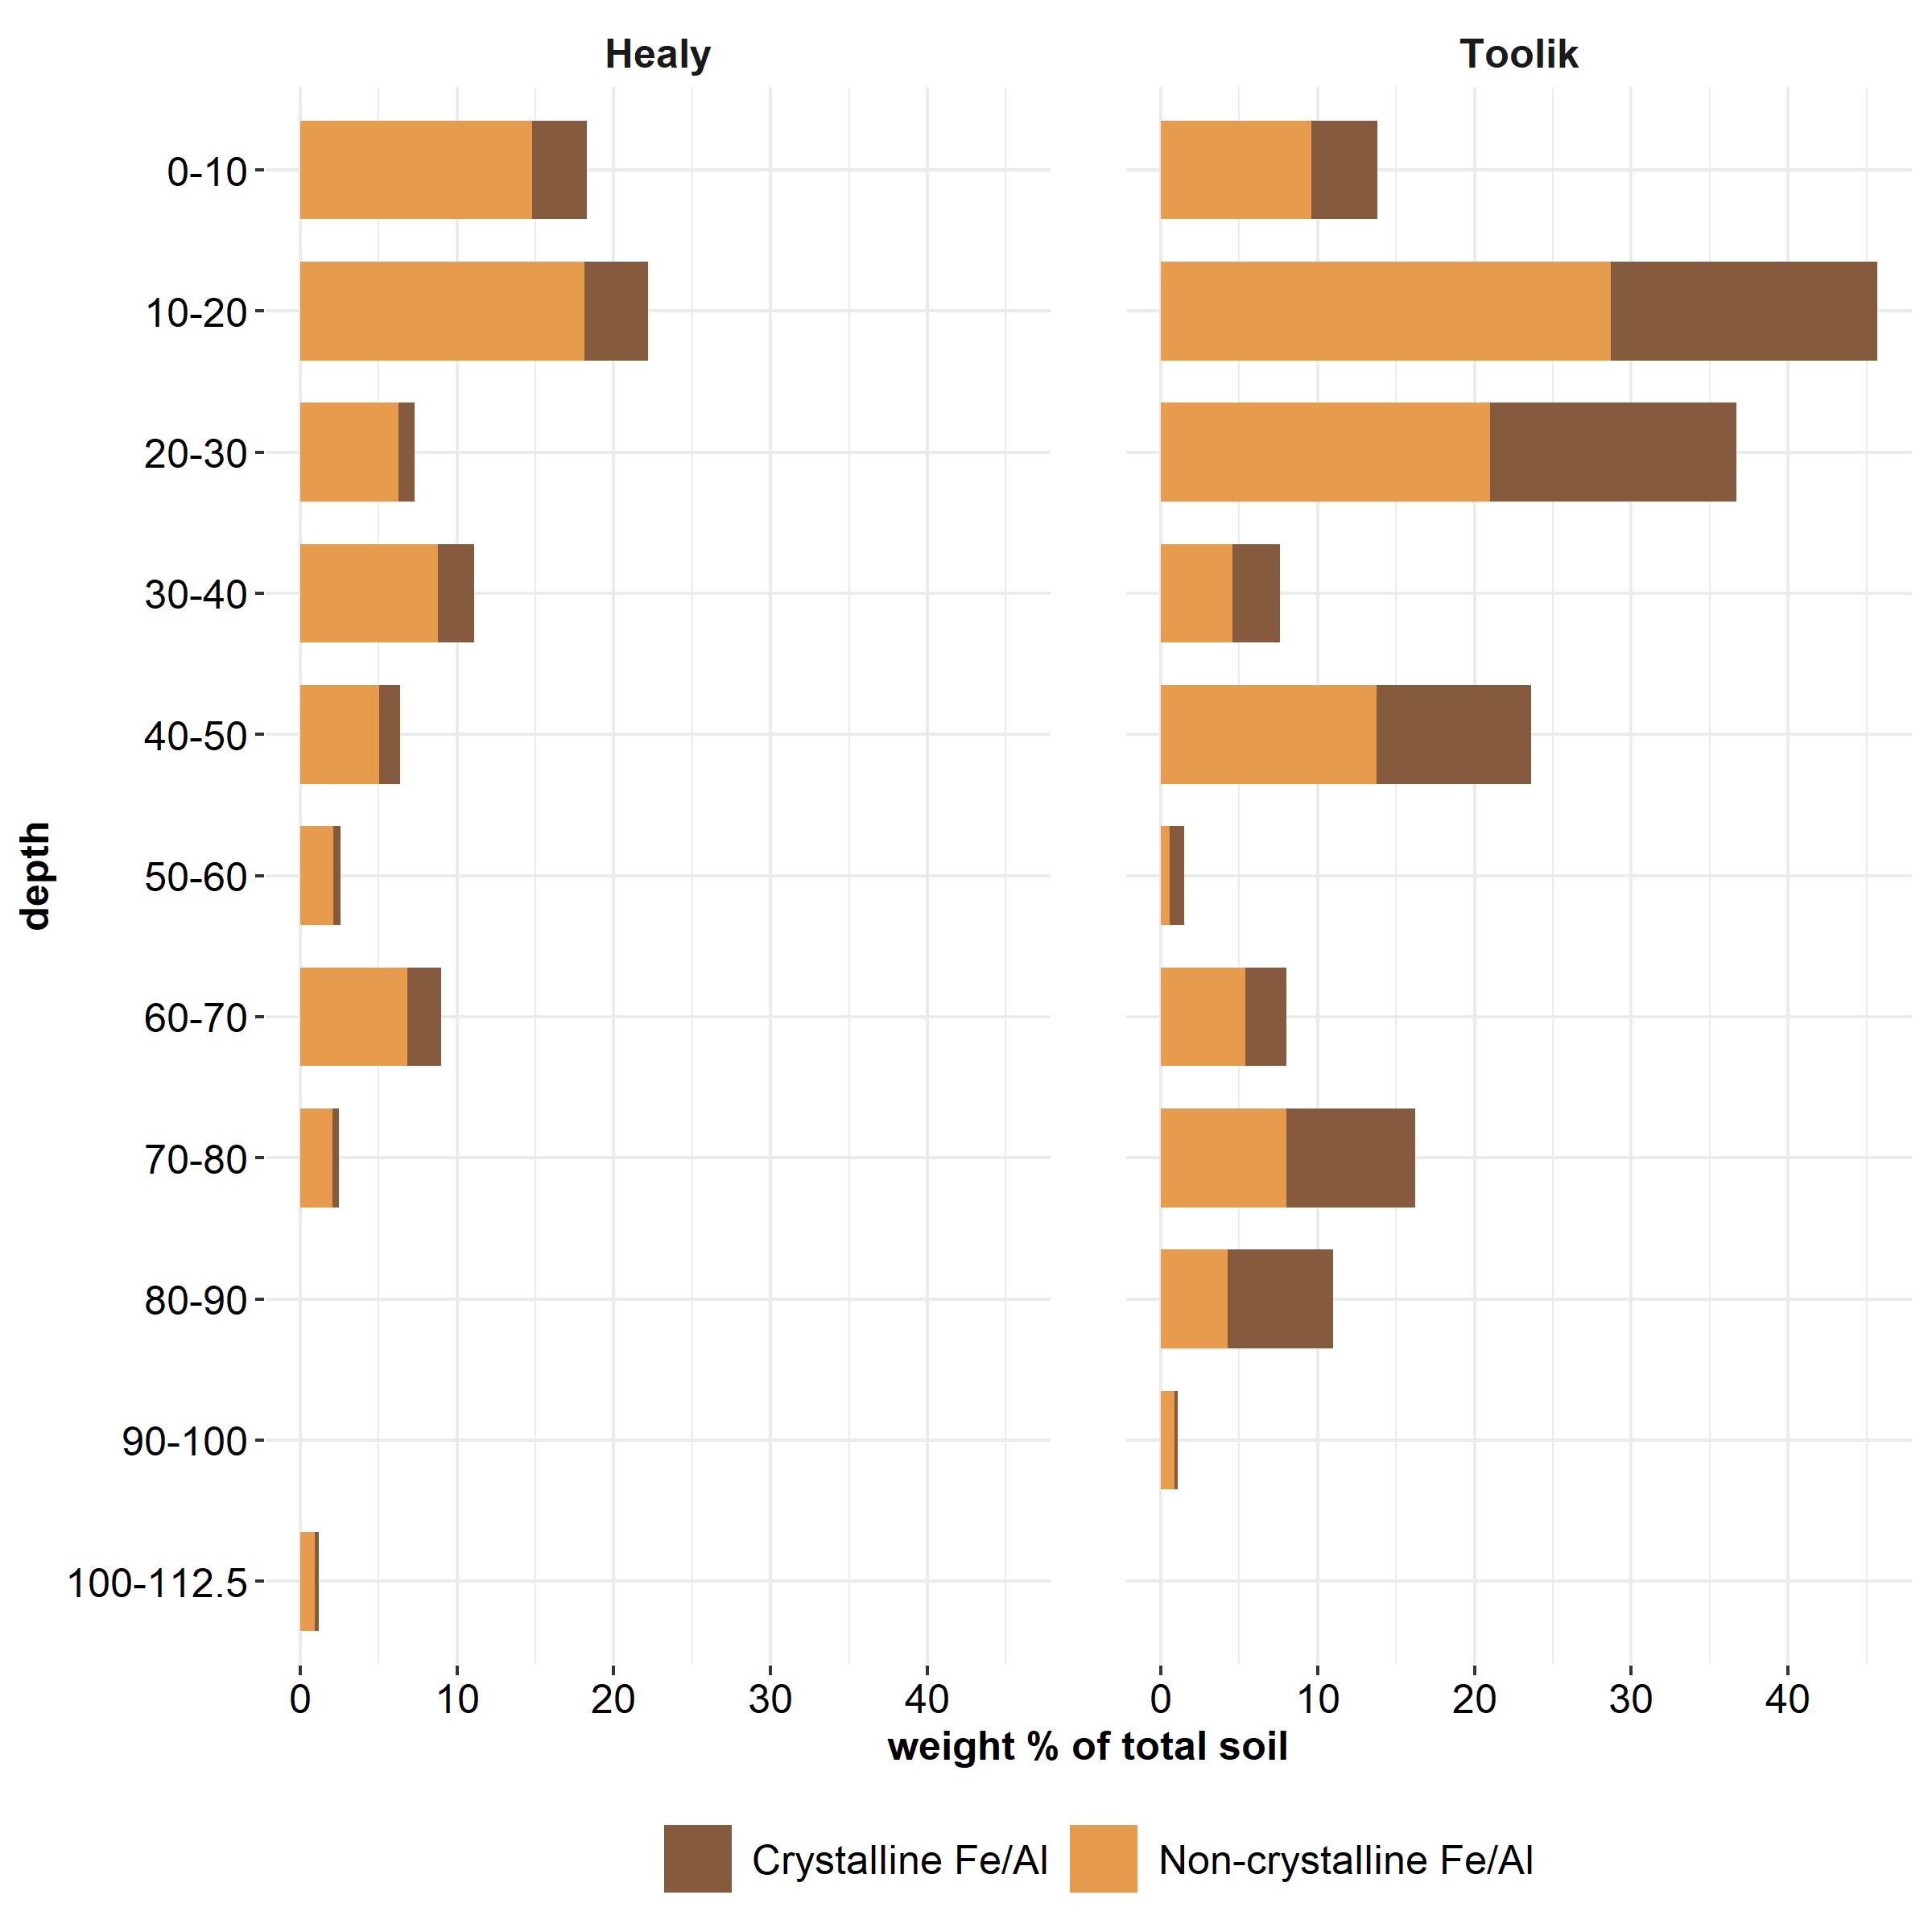 Healy
Toolik
0-10
10-20
20-30
30-40
40-50
50-60
60-70
70-80
80-90
90-100
100-112.5
depth
0 10 20 30 40
0 10 20 30 40
weight % of total soil
Crystalline Fe/Al
Non-crystalline Fe/Al